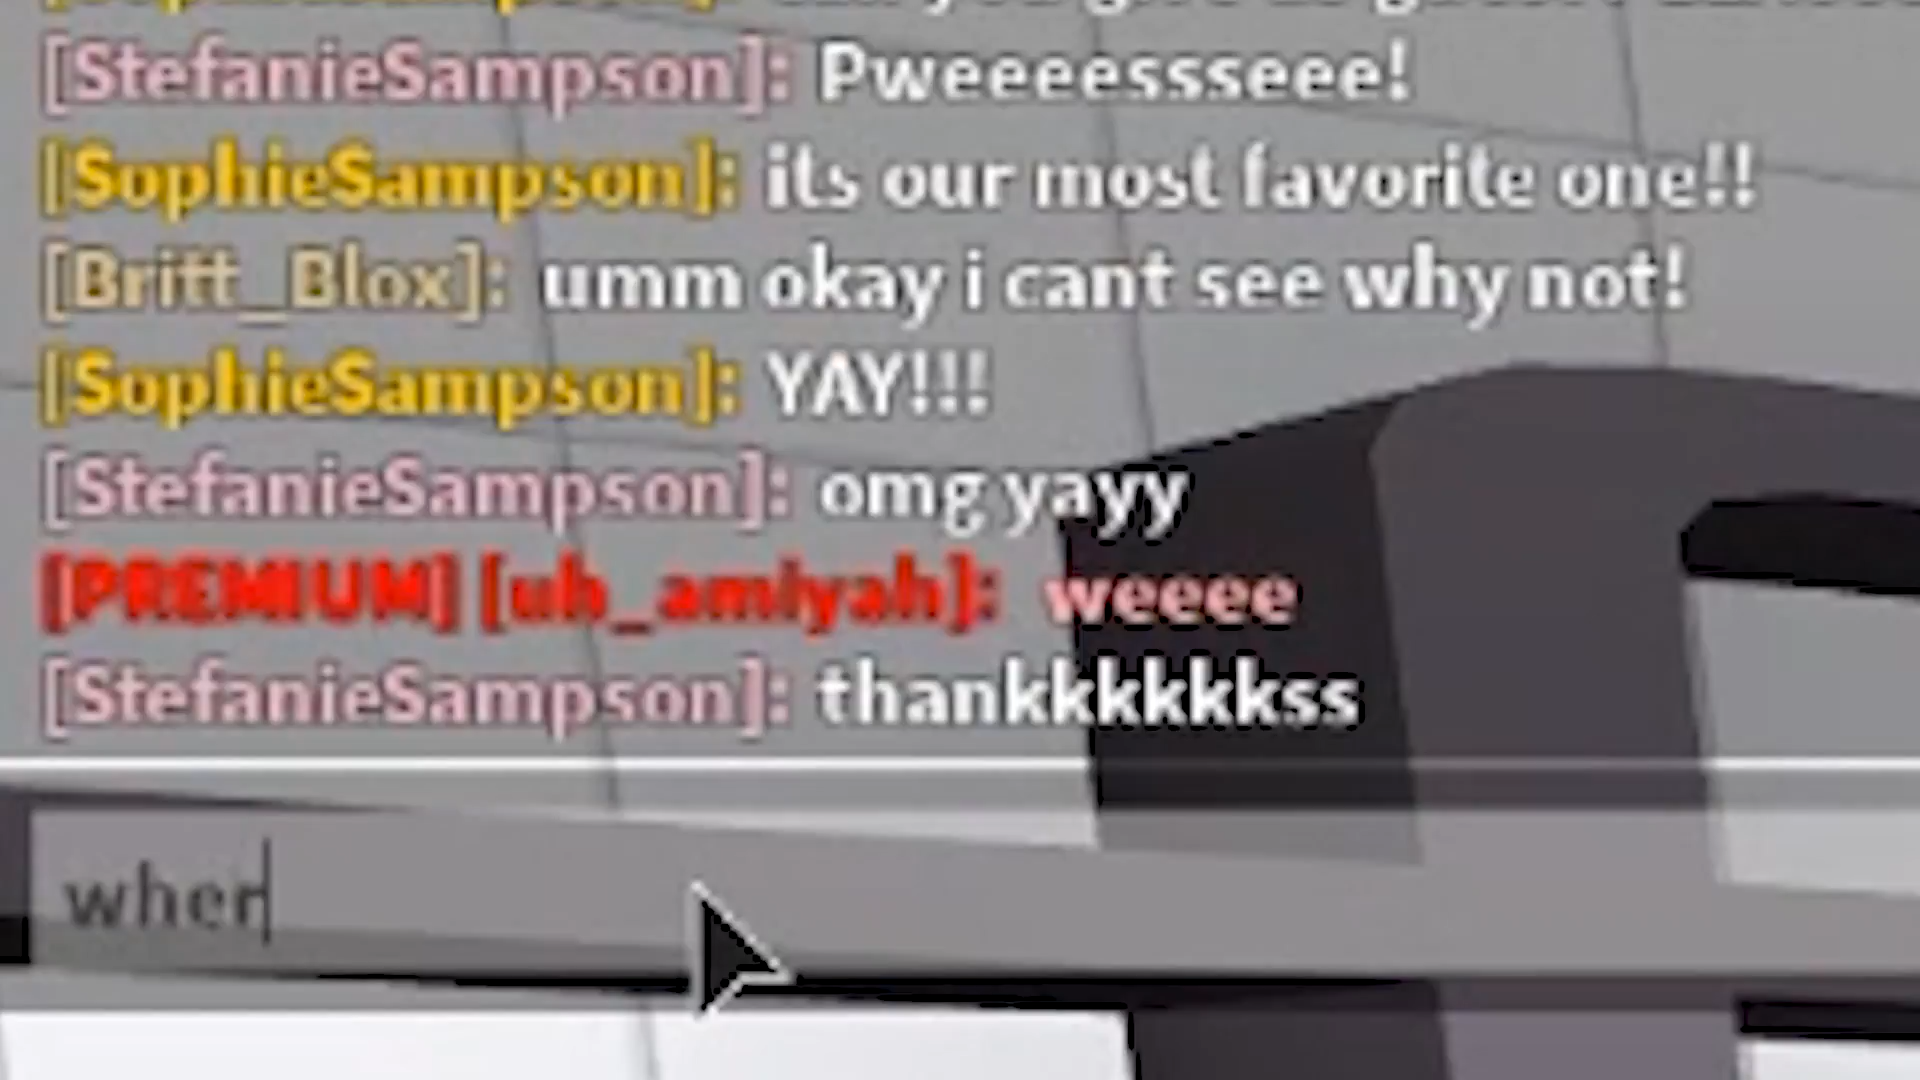 [StefanieSampson]: Pweeeessseee!
[SophieSampson]: its our most favorite one!!
[Britt_Blox]: umm okay i cant see why not!
[SophieSampson]: YAY!!!
[StefanieSampson]: omg yayy
[PREMIUM] [uh_amiyah]: weeee
[StefanieSampson]: thankkkkkkss
wher